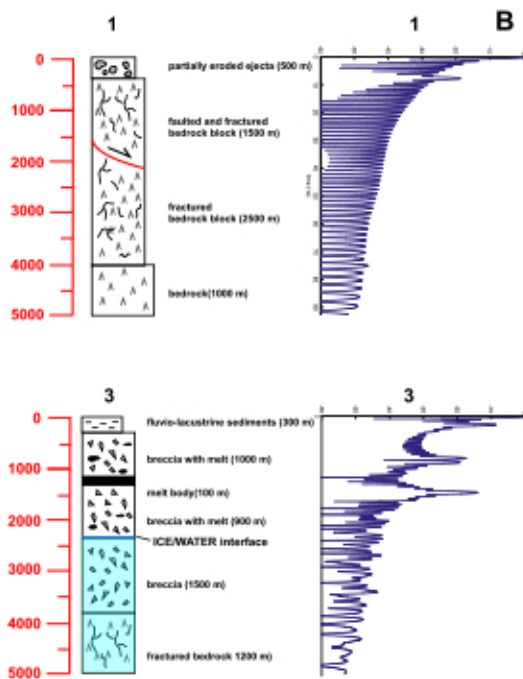 1
1
B
0
1000
2000
3000
4000
5000
partially eroded ejecta (500 m)
faulted and fractured
bedrock block (1500 m)
fractured
bedrock block (2500 m)
bedrock(1000 m)
3
3
0
1000
2000
3000
4000
5000
fluvio-lacustrine sediments (300 m)
breccia with melt (1000 m)
melt body(100 m)
breccia with melt (900 m)
ICE/WATER interface
breccia (1500 m)
fractured bedrock 1200 m)